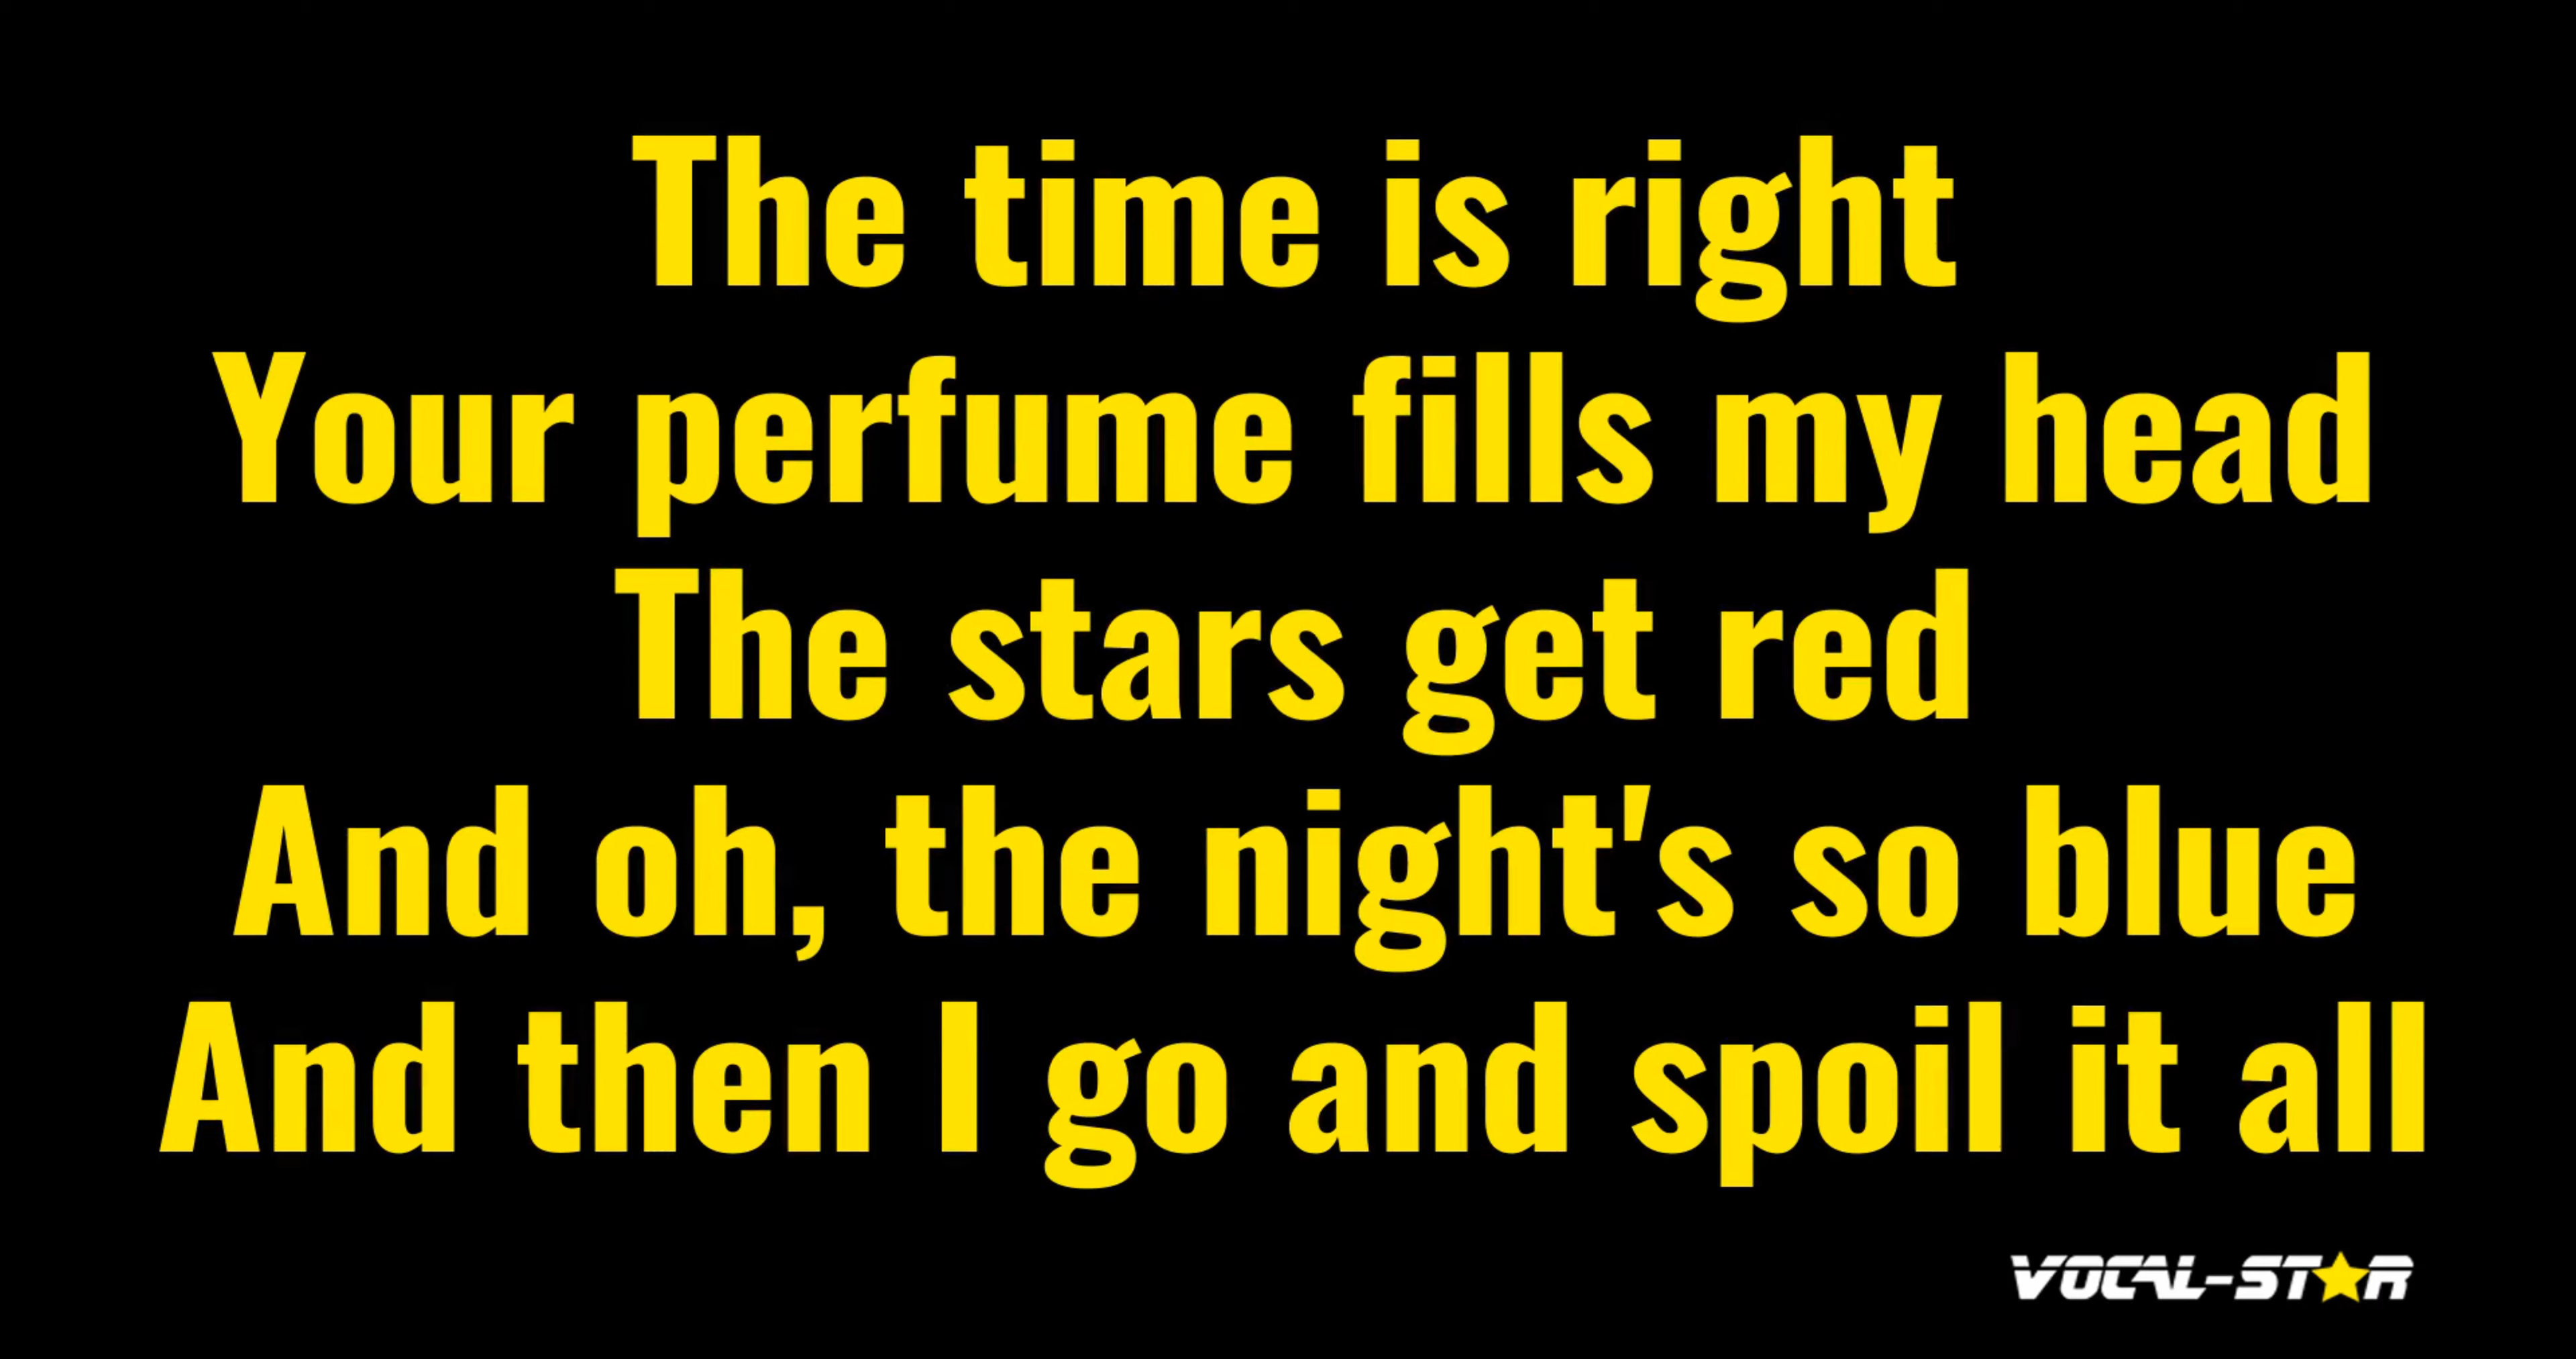 The time is right
Your perfume fills my head
The stars get red
And oh, the night's so blue
And then I go and spoil it all
VOCAL-STAR